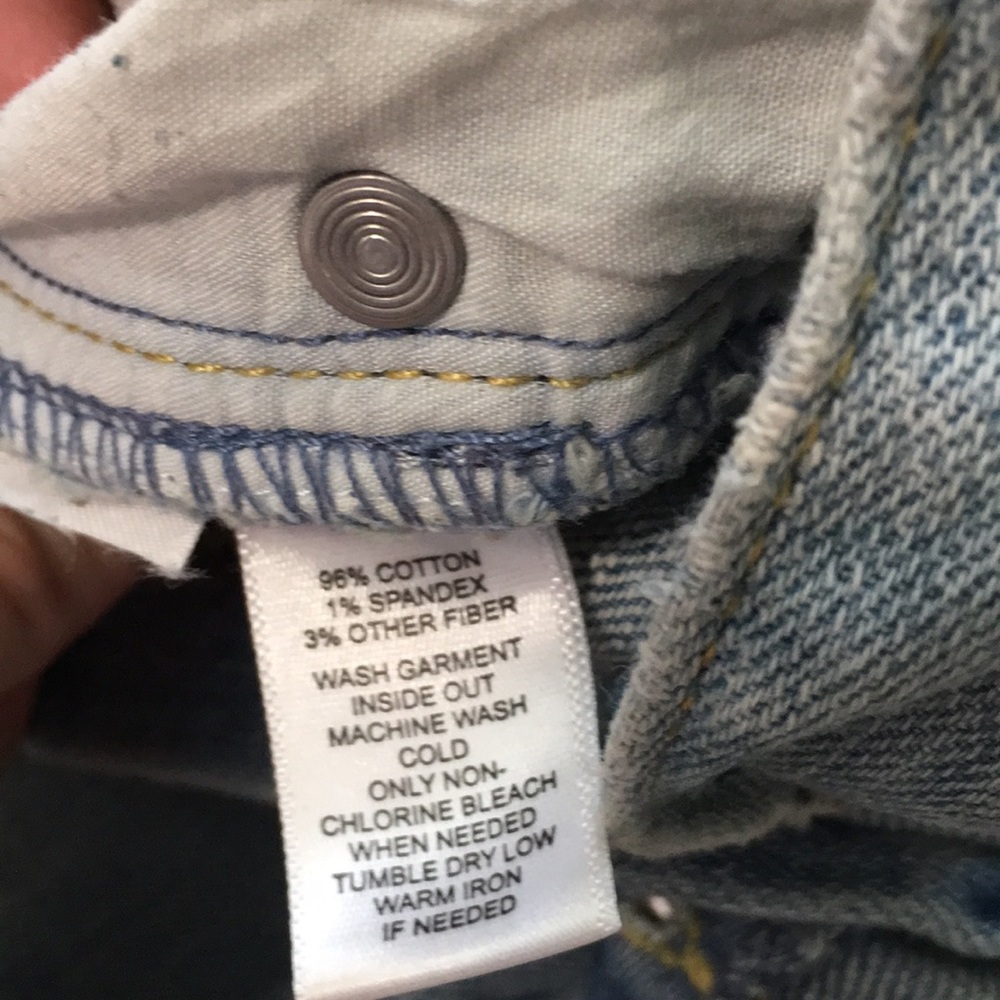 96% COTTON
1% SPANDEX
3% OTHER FIBER
WASH GARMENT
INSIDE OUT
MACHINE WASH
COLD
ONLY NON-
CHLORINE BLEACH
WHEN NEEDED
TUMBLE DRY LOW
WARM IRON
IF NEEDED